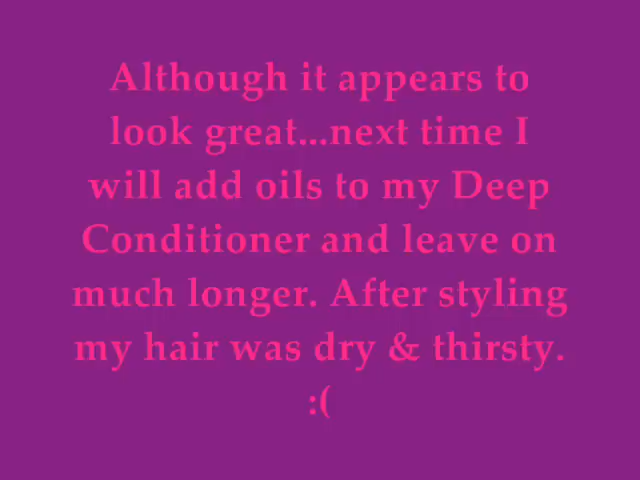 Although it appears to
look great...next time I
will add oils to my Deep
Conditioner and leave on
much longer. After styling
my hair was dry & thirsty.
:(